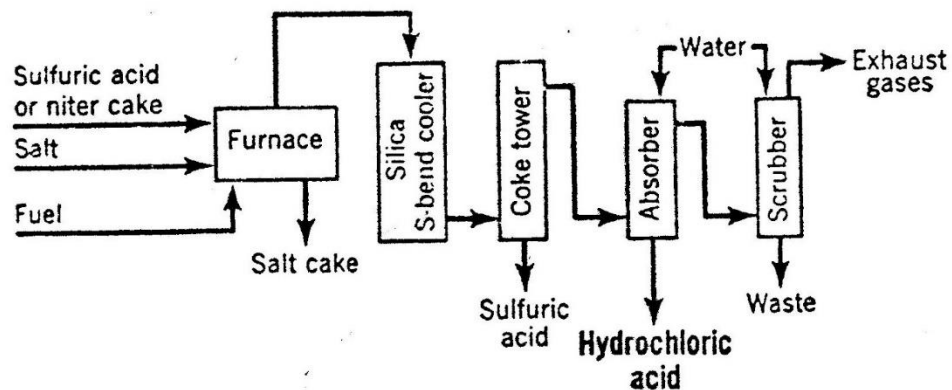 Sulfuric acid
or niter cake
Salt
Fuel
Furnace
Salt cake
Silica
S-bend cooler
Coke tower
Sulfuric
acid
Water
Absorber
Hydrochloric
acid
Scrubber
Exhaust
gases
Waste